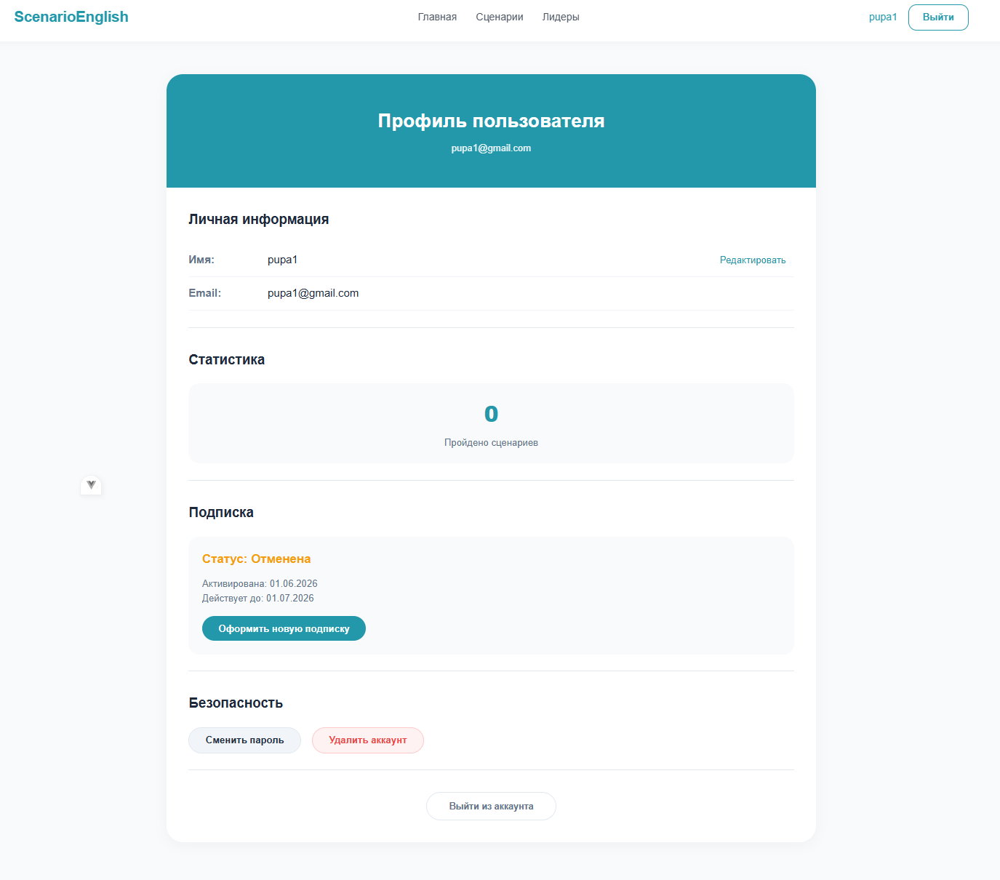 ScenarioEnglish
Главная Сценарии Лидеры
pupa1 Выйти
Профиль пользователя
pupa1@gmail.com
Личная информация
Имя: pupa1 Редактировать
Email: pupa1@gmail.com
Статистика
0
Пройдено сценариев
Подписка
Статус: Отменена
Активирована: 01.06.2026
Действует до: 01.07.2026
Оформить новую подписку
Безопасность
Сменить пароль Удалить аккаунт
Выйти из аккаунта